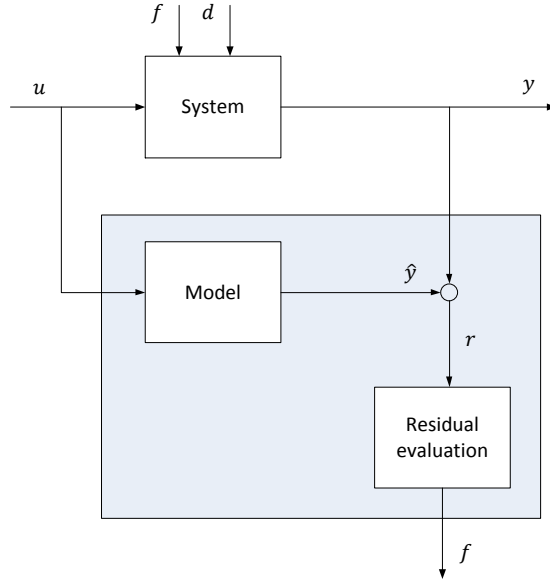 f d
u
y
System
Model
ŷ
r
Residual
evaluation
f